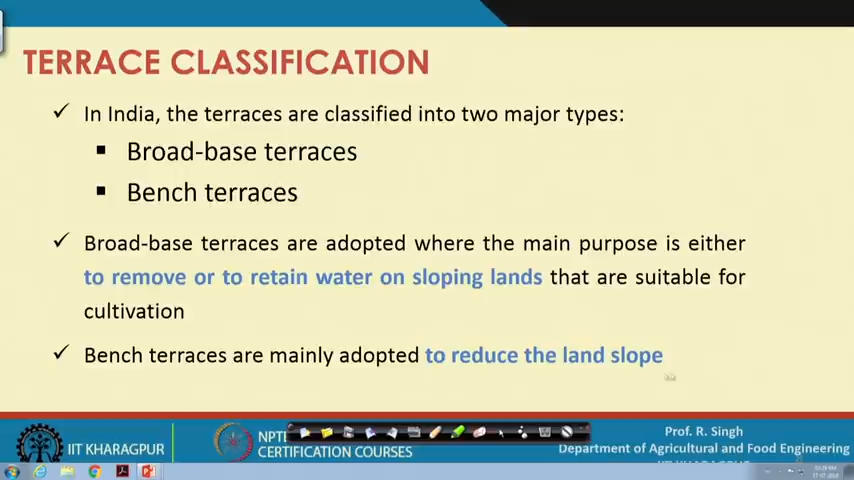 TERRACE CLASSIFICATION
✓ In India, the terraces are classified into two major types:
▪ Broad-base terraces
▪ Bench terraces
✓ Broad-base terraces are adopted where the main purpose is either
to remove or to retain water on sloping lands that are suitable for
cultivation
✓ Bench terraces are mainly adopted to reduce the land slope
IIT KHARAGPUR
CERTIFICATION COURSES
Prof. R. Singh
Department of Agricultural and Food Engineering